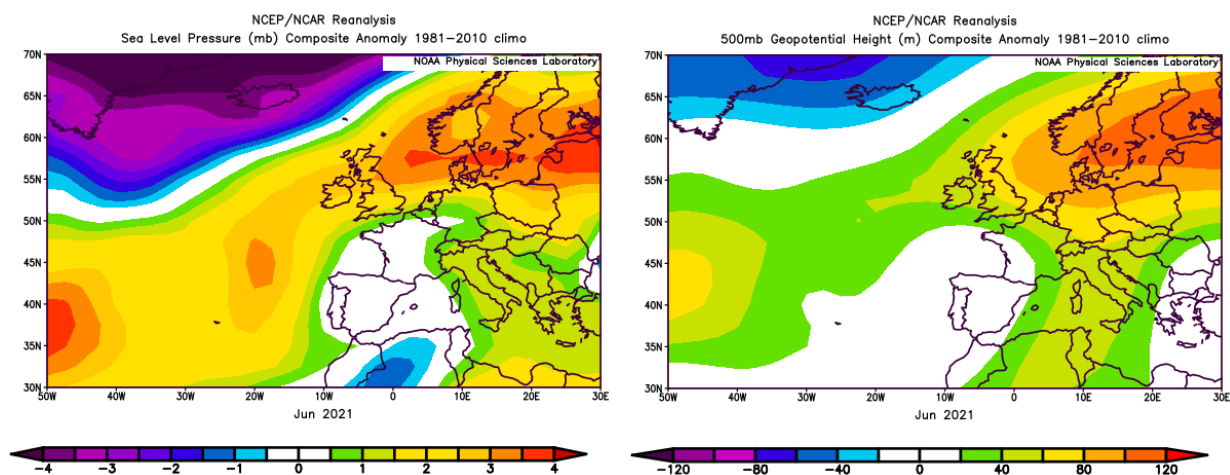 NCEP/NCAR Reanalysis
Sea Level Pressure (mb) Composite Anomaly 1981−2010 climo
NOAA Physical Sciences Laboratory
70N
65N
60N
55N
50N
45N
40N
35N
30N
50W 40W 30W 20W 10W 0 10E 20E 30E
Jun 2021
−4 −3 −2 −1 0 1 2 3 4
NCEP/NCAR Reanalysis
500mb Geopotential Height (m) Composite Anomaly 1981−2010 climo
NOAA Physical Sciences Laboratory
70N
65N
60N
55N
50N
45N
40N
35N
30N
50W 40W 30W 20W 10W 0 10E 20E 30E
Jun 2021
−120 −80 −40 0 40 80 120